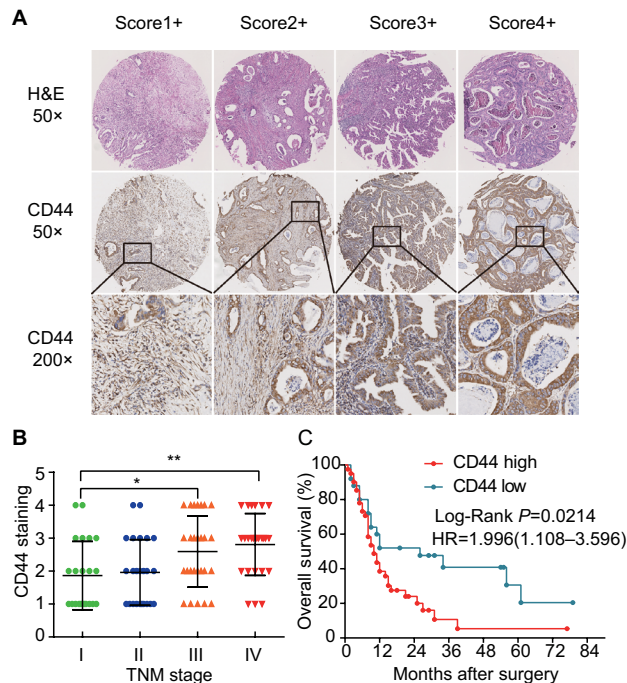 A
Score1+ Score2+ Score3+ Score4+
H&E
50×
CD44
50×
CD44
200×
B
CD44 staining
5
4
3
2
1
0
*
**
I II III IV
TNM stage
C
Overall survival (%)
100
80
60
40
20
0
CD44 high
CD44 low
Log-Rank P=0.0214
HR=1.996(1.108–3.596)
0 12 24 36 48 60 72 84
Months after surgery